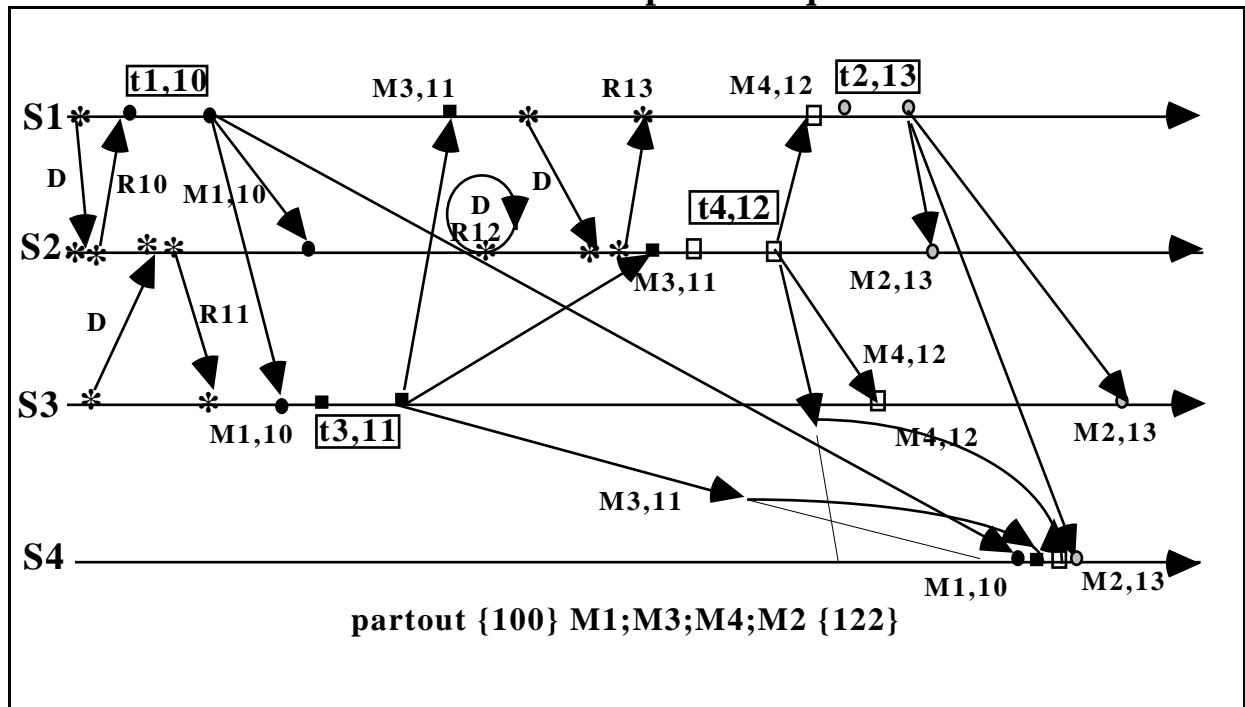 t1,10
M3,11
R13
M4,12
t2,13
S1
D
R10
M1,10
D
R12
D
t4,12
S2
M3,11
M2,13
D
R11
M4,12
S3
M1,10
t3,11
M4,12
M2,13
M3,11
S4
M1,10
M2,13
partout {100} M1;M3;M4;M2 {122}